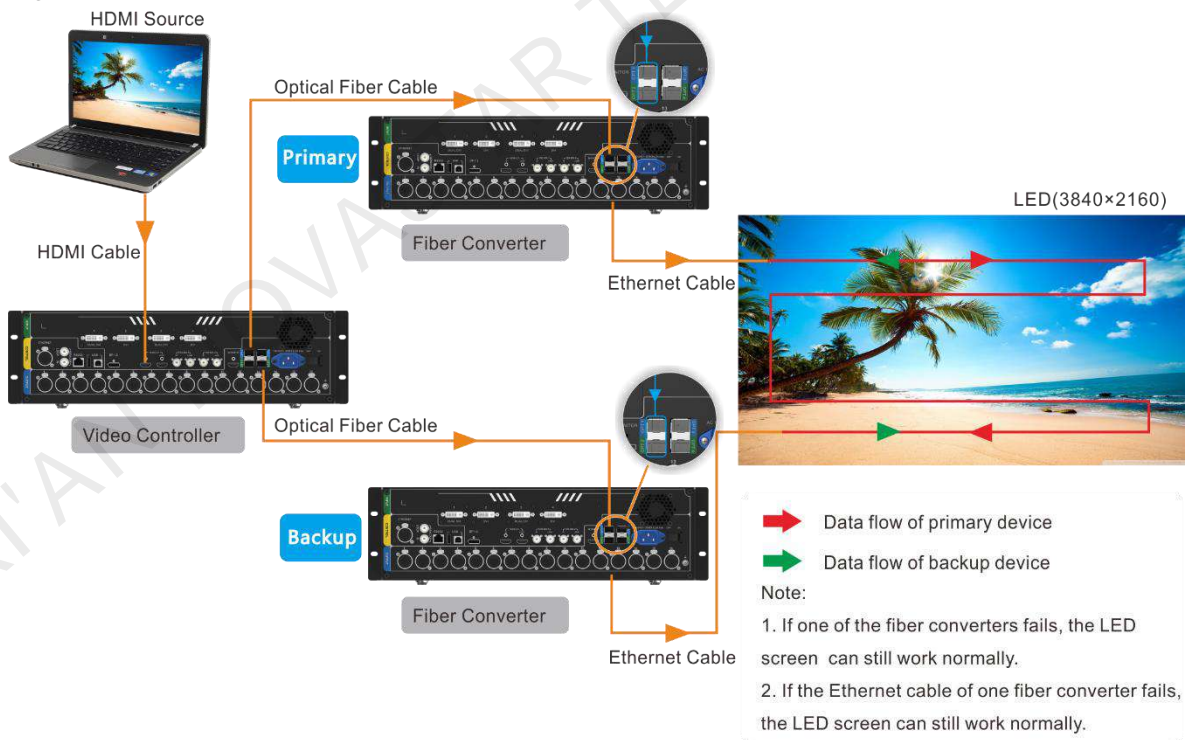 HDMI Source
Optical Fiber Cable
Primary
Fiber Converter
HDMI Cable
LED(3840×2160)
Ethernet Cable
Video Controller
Optical Fiber Cable
Backup
Fiber Converter
Ethernet Cable
Data flow of primary device
Data flow of backup device
Note:
1. If one of the fiber converters fails, the LED
screen can still work normally.
2. If the Ethernet cable of one fiber converter fails,
the LED screen can still work normally.